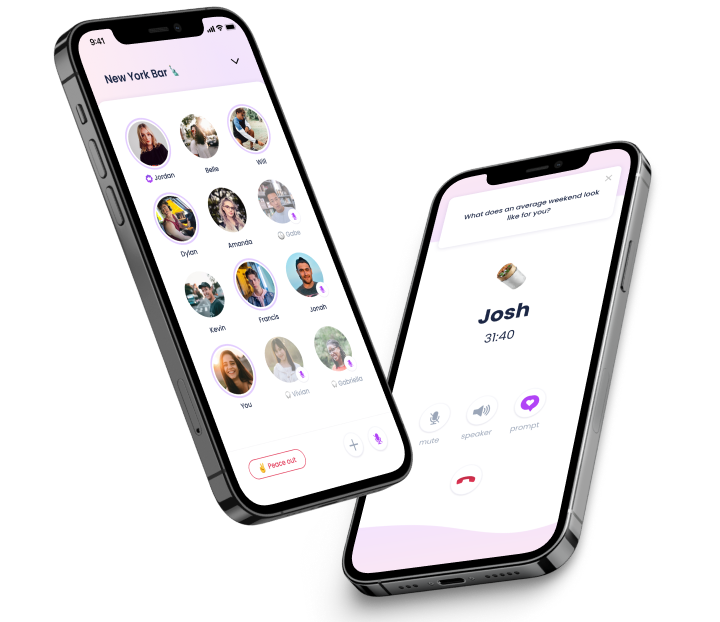 9:41
New York Bar
Jordan
Belle
Will
Dylan
Amanda
Gabe
Kevin
Francis
Jonah
You
Vivian
Gabriella
Peace out
What does an average weekend look
like for you?
Josh
31:40
mute
speaker
prompt